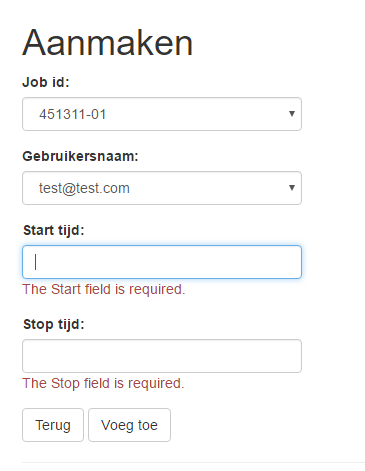 Aanmaken
Job id:
451311-01
Gebruikersnaam:
test@test.com
Start tijd:
The Start field is required.
Stop tijd:
The Stop field is required.
Terug Voeg toe